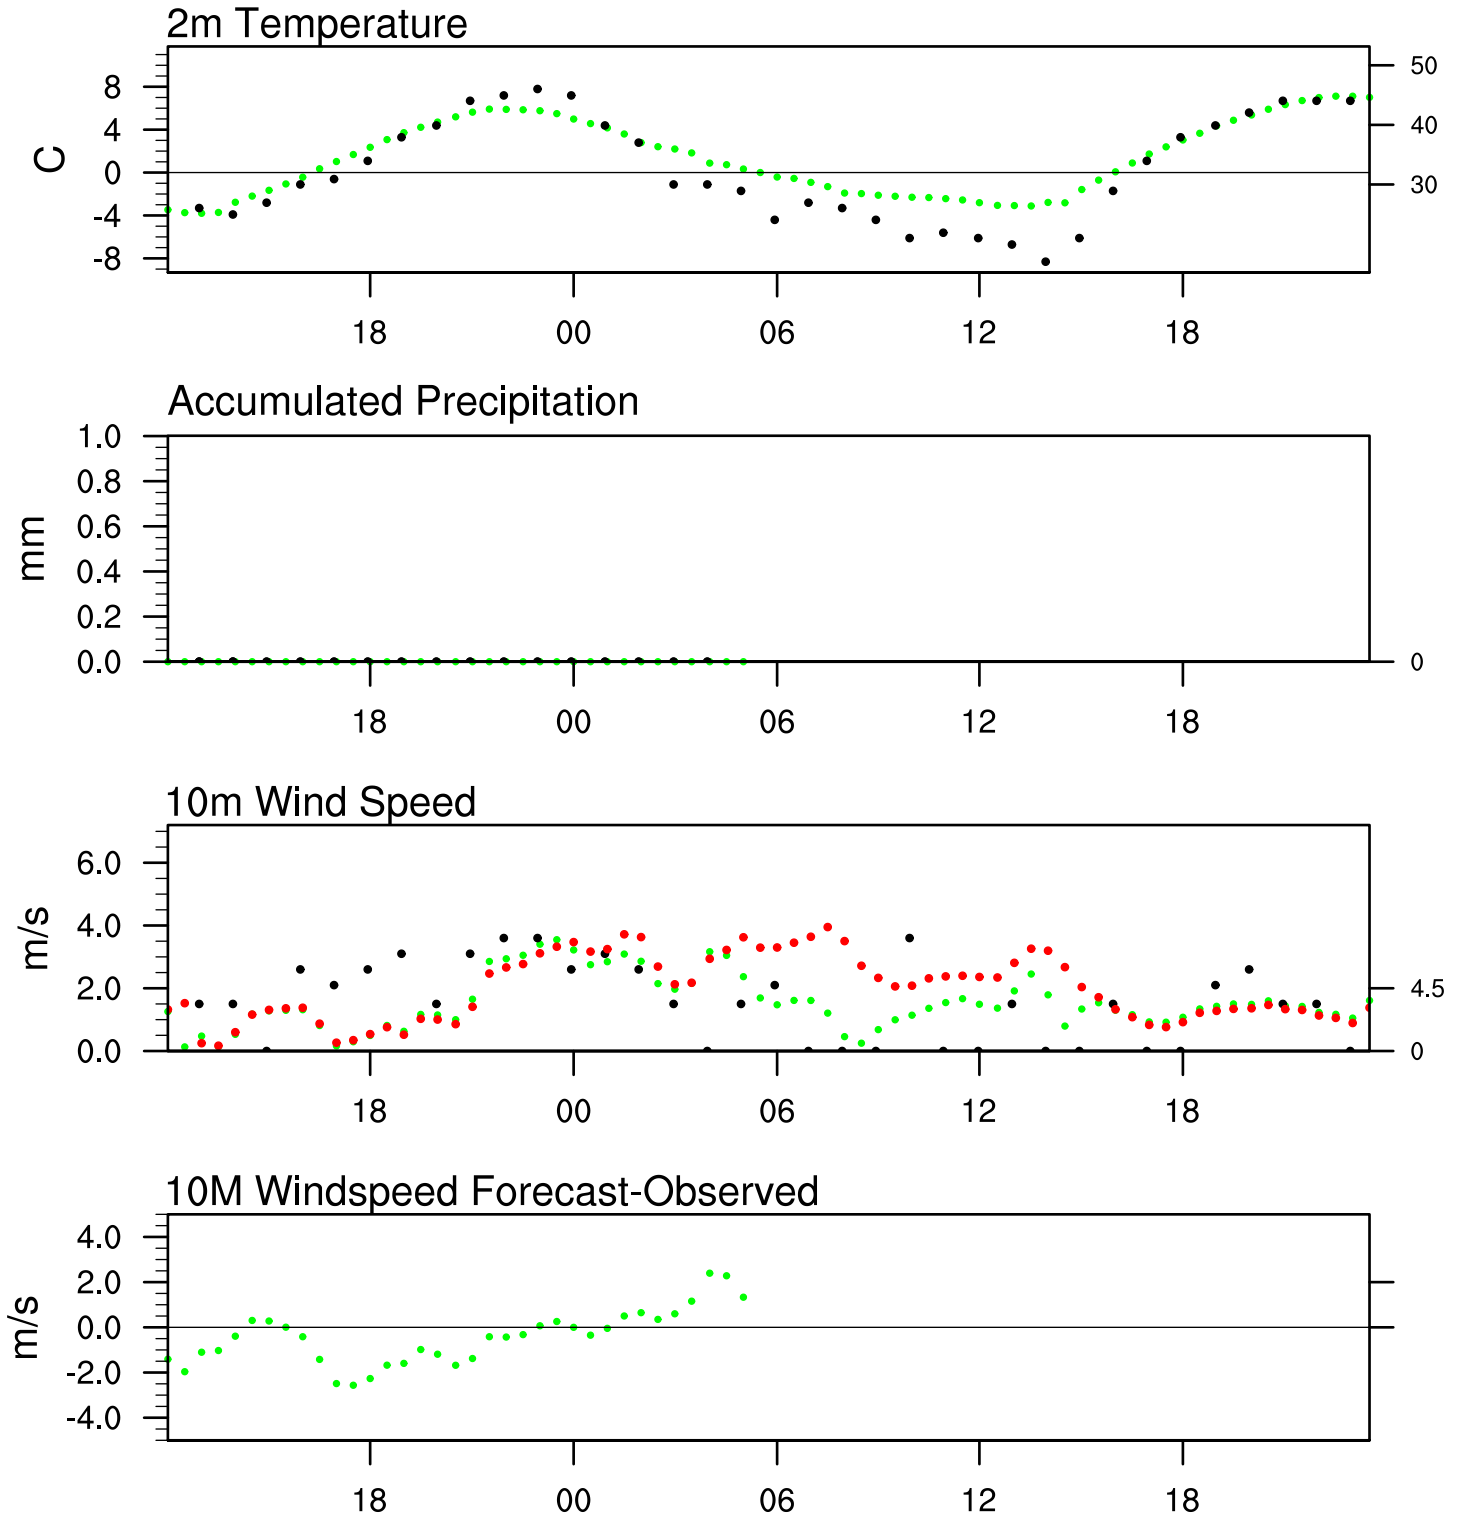 2m Temperature
8
4
0
-4
-8
C
50
40
30
18 00 06 12 18
Accumulated Precipitation
1.0
0.8
0.6
0.4
0.2
0.0
mm
0
18 00 06 12 18
10m Wind Speed
6.0
4.0
2.0
0.0
m/s
4.5
0
18 00 06 12 18
10M Windspeed Forecast-Observed
4.0
2.0
0.0
-2.0
-4.0
m/s
18 00 06 12 18